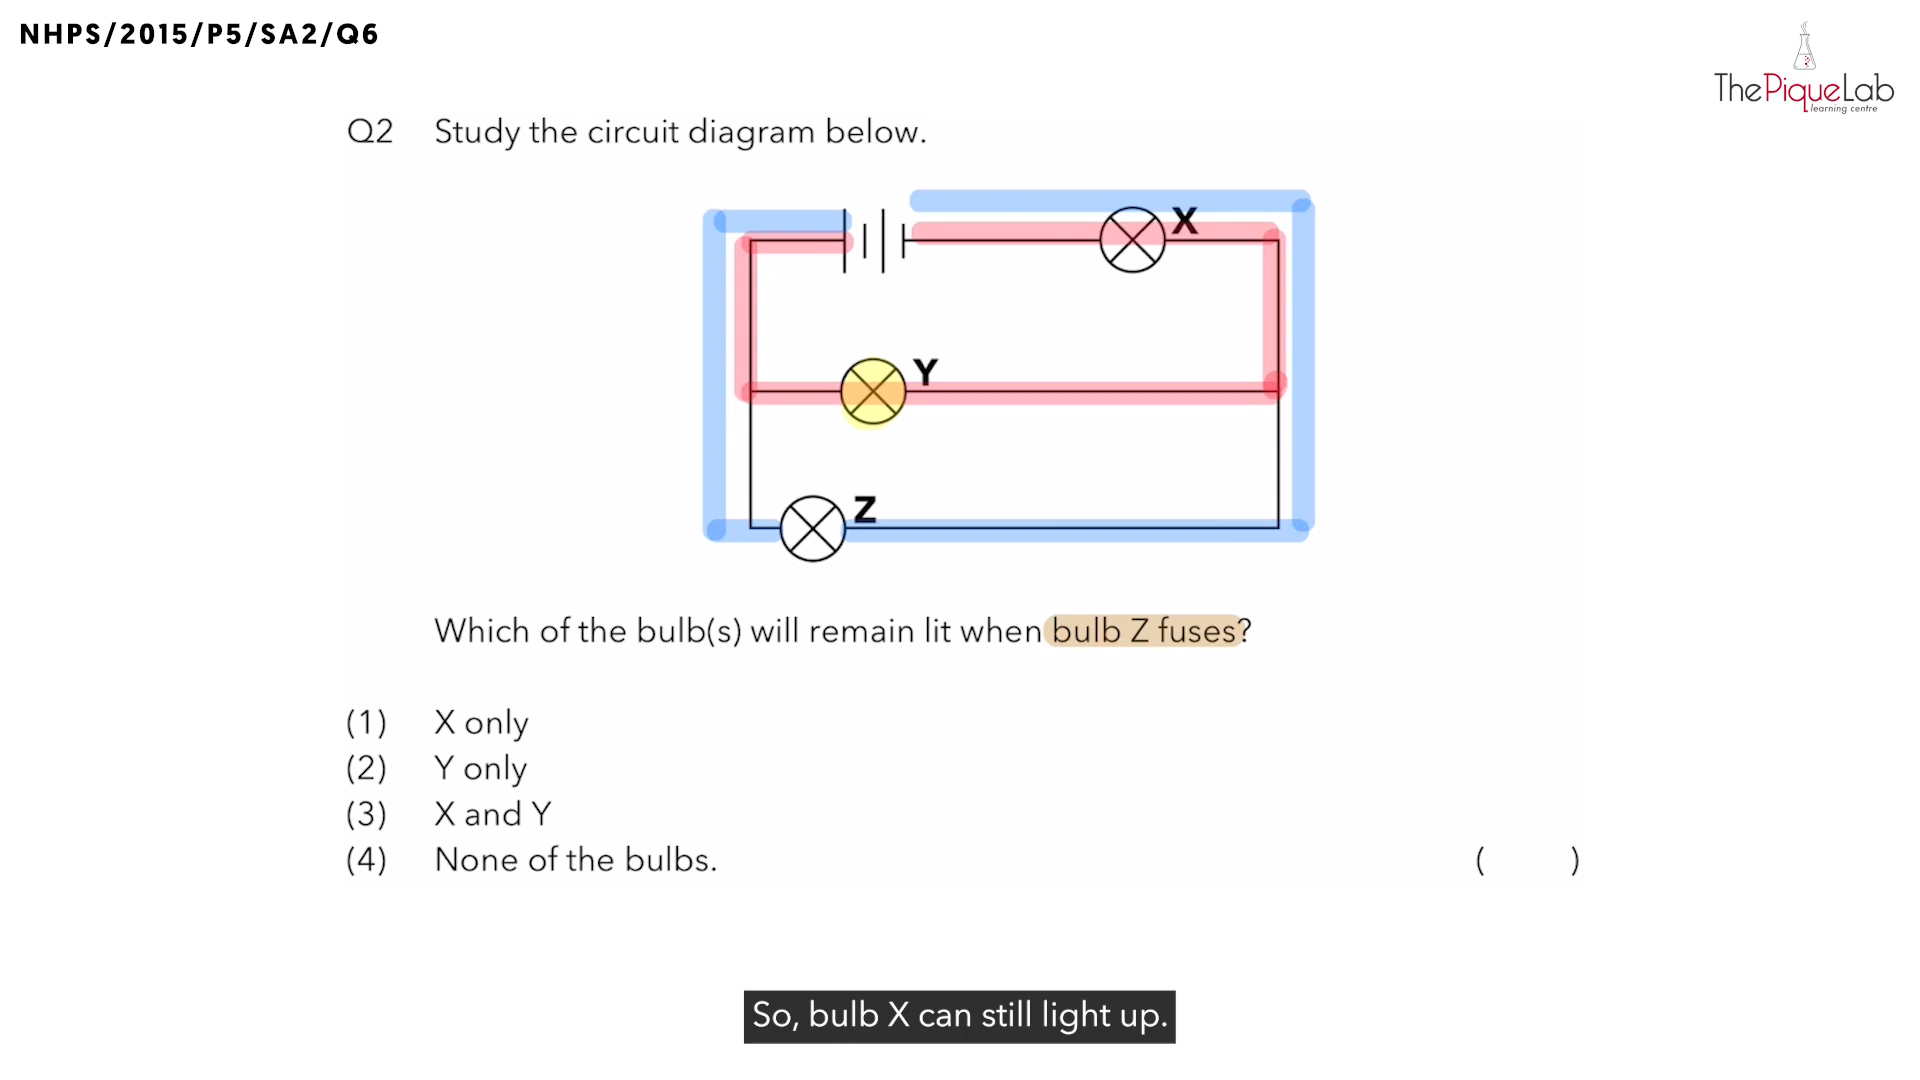 NHPS/2015/P5/SA2/Q6
ThePiqueLab
learning centre
Q2 Study the circuit diagram below.
X
Y
Z
Which of the bulb(s) will remain lit when bulb Z fuses?
(1) X only
(2) Y only
(3) X and Y
(4) None of the bulbs. ( )
So, bulb X can still light up.